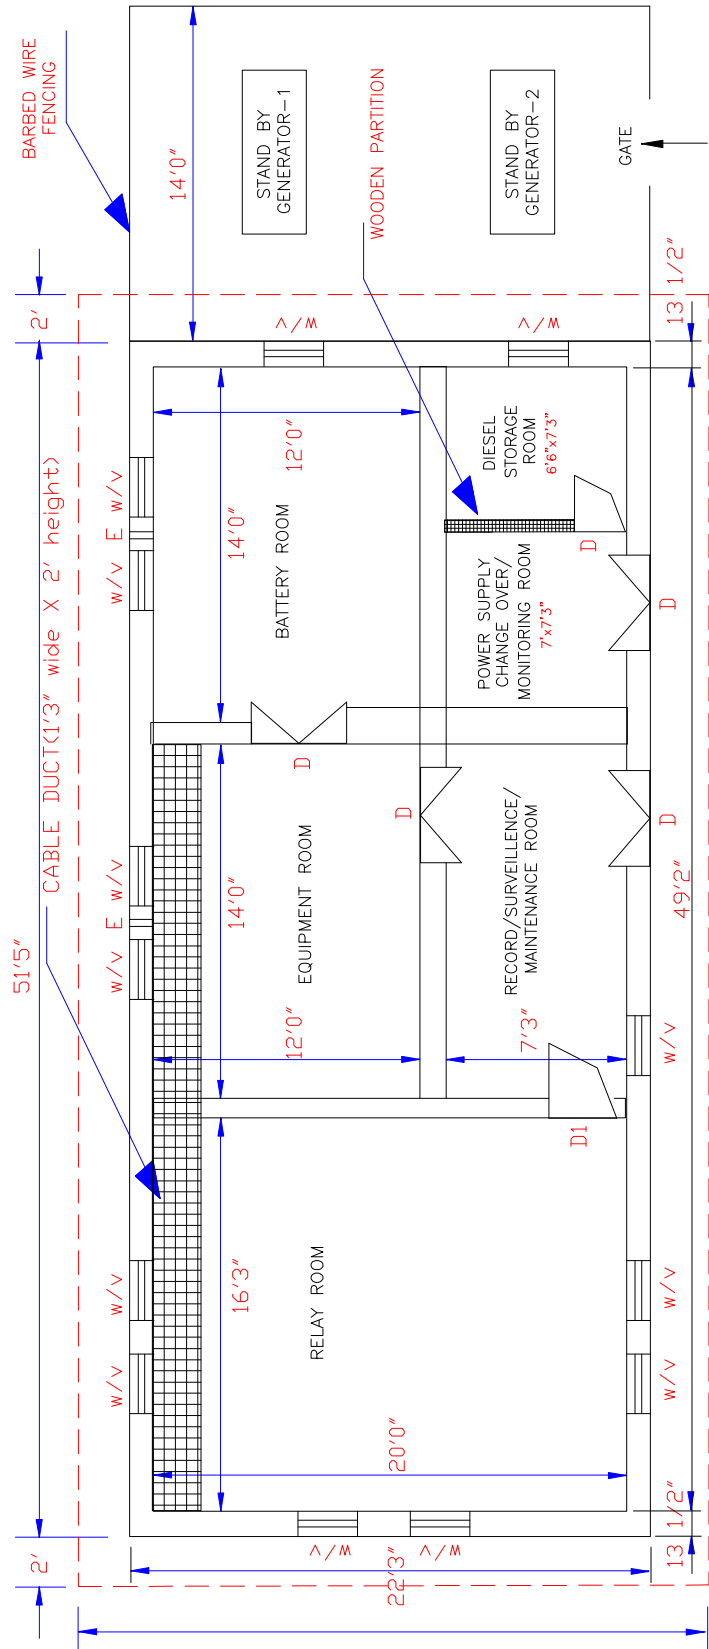 BARBED WIRE
FENCING
14'0"
STAND BY
GENERATOR-1
WOODEN PARTITION
STAND BY
GENERATOR-2
GATE
2'
51'5"
2'
CABLE DUCT(1'3" wide X 2' height)
W/V
W/V
13 1/2"
W/V E W/V
W/V E W/V
W/V
W/V
12'0"
14'0"
BATTERY ROOM
DIESEL
STORAGE
ROOM
6'6"x7'3"
D
POWER SUPPLY
CHANGE OVER/
MONITORING ROOM
7'x7'3"
D
D
D
D
14'0"
EQUIPMENT ROOM
12'0"
RECORD/SURVEILLENCE/
MAINTENANCE ROOM
7'3"
W/V
D1
49'2"
16'3"
RELAY ROOM
20'0"
W/V
W/V
W/V
W/V
22'3"
13 1/2"